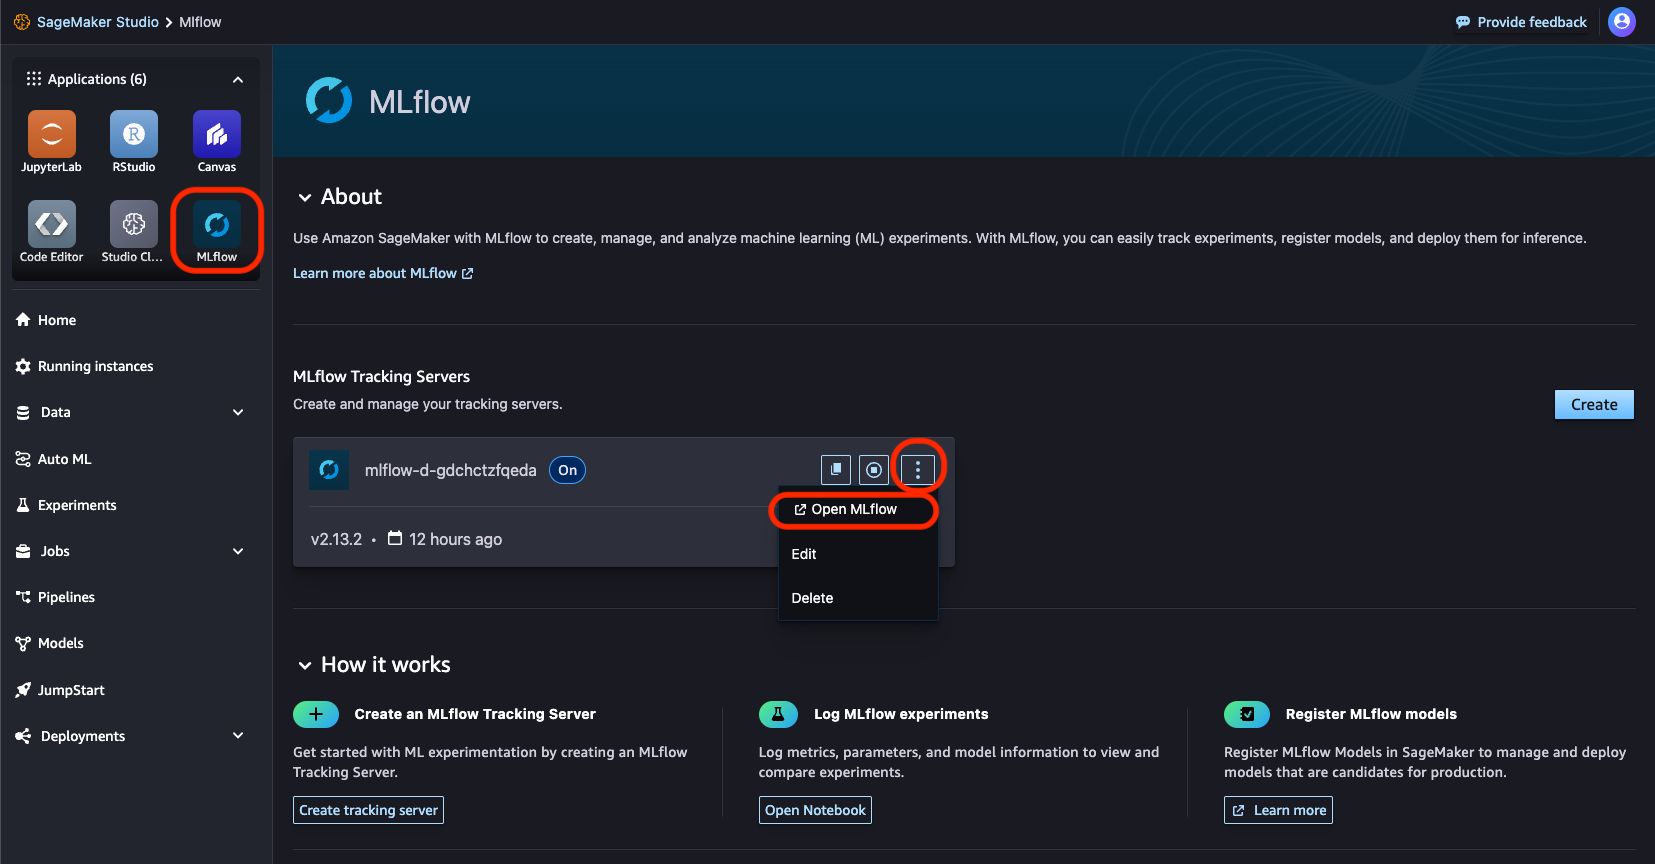 SageMaker Studio > Mlflow
Provide feedback
Applications (6)
JupyterLab
RStudio
R
Canvas
Code Editor
Studio Cl...
MLflow
Home
Running instances
Data
Auto ML
Experiments
Jobs
Pipelines
Models
JumpStart
Deployments
MLflow
About
Use Amazon SageMaker with MLflow to create, manage, and analyze machine learning (ML) experiments. With MLflow, you can easily track experiments, register models, and deploy them for inference.
Learn more about MLflow
MLflow Tracking Servers
Create and manage your tracking servers.
Create
mlflow-d-gdchctzfqeda
On
v2.13.2 • 12 hours ago
Open MLflow
Edit
Delete
How it works
Create an MLflow Tracking Server
Get started with ML experimentation by creating an MLflow
Tracking Server.
Create tracking server
Log MLflow experiments
Log metrics, parameters, and model information to view and
compare experiments.
Open Notebook
Register MLflow models
Register MLflow Models in SageMaker to manage and deploy
models that are candidates for production.
Learn more